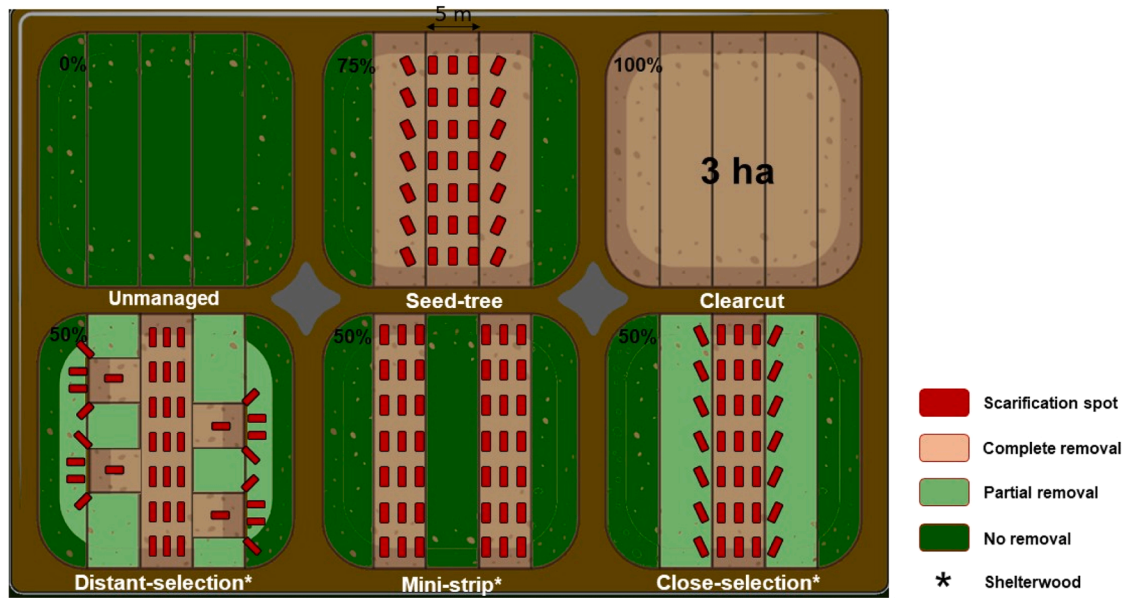 5 m
0%
75%
100%
3 ha
Unmanaged
Seed-tree
Clearcut
50%
50%
50%
Distant-selection*
Mini-strip*
Close-selection*
Scarification spot
Complete removal
Partial removal
No removal
* Shelterwood